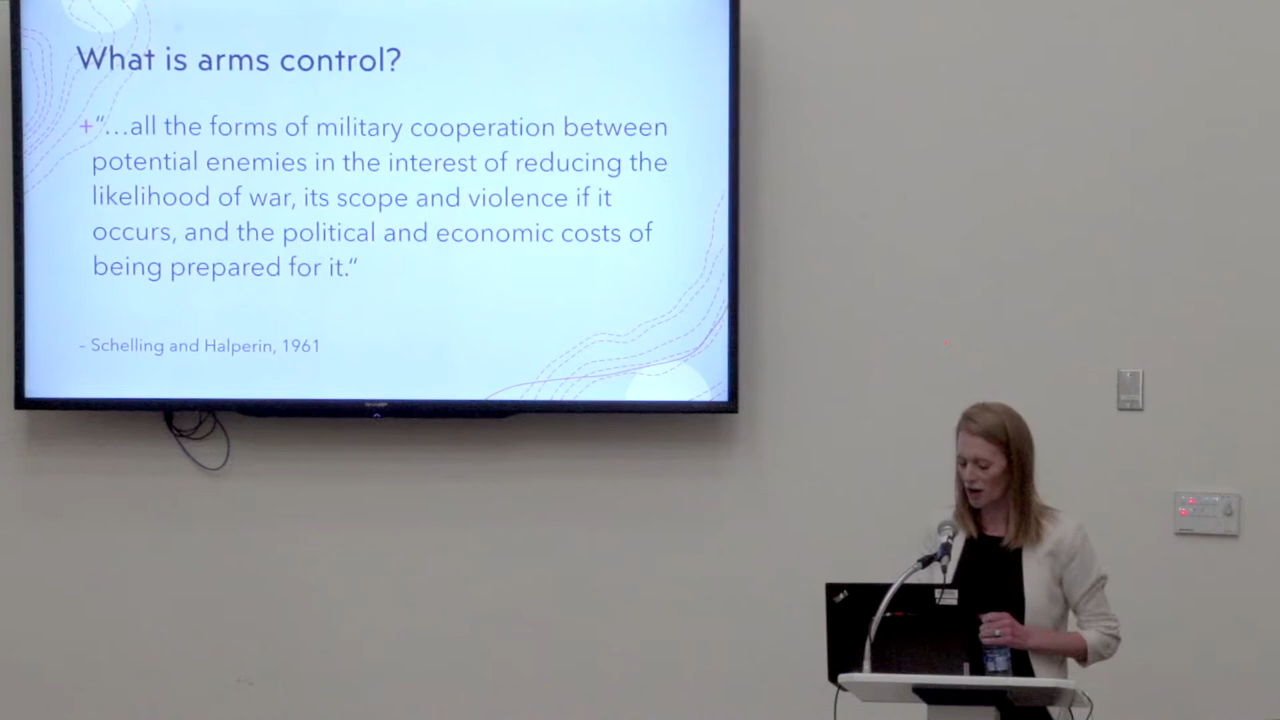 What is arms control?
+"...all the forms of military cooperation between
potential enemies in the interest of reducing the
likelihood of war, its scope and violence if it
occurs, and the political and economic costs of
being prepared for it."
– Schelling and Halperin, 1961